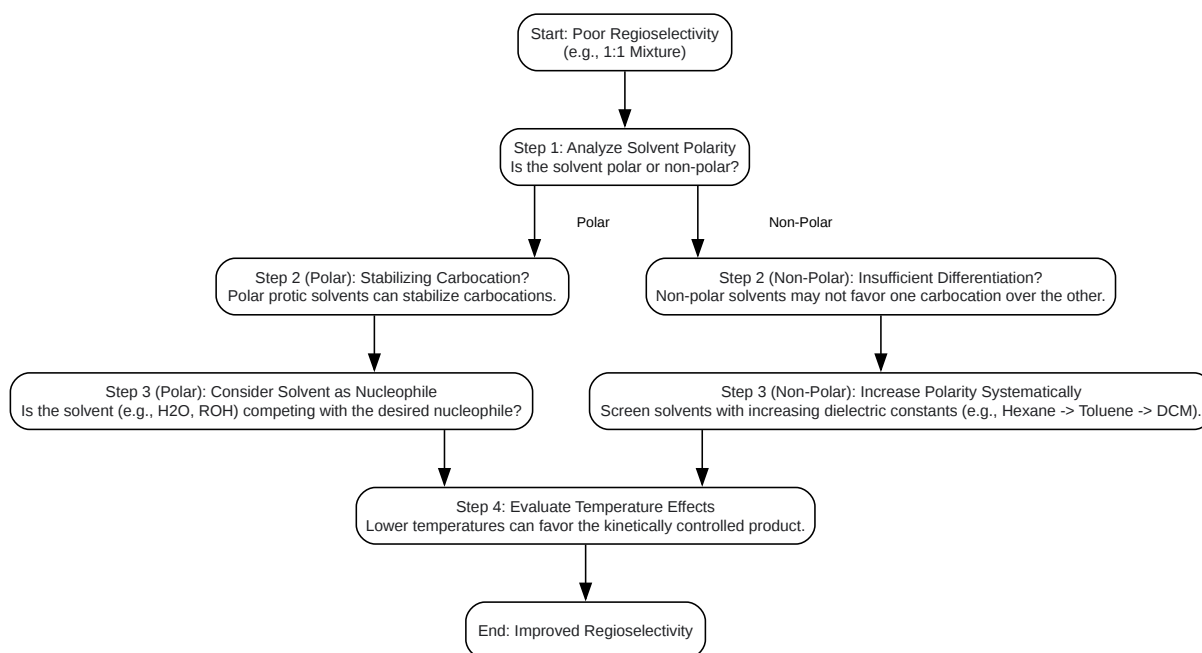 Start: Poor Regioselectivity
(e.g., 1:1 Mixture)
Step 1: Analyze Solvent Polarity
Is the solvent polar or non-polar?
Polar
Non-Polar
Step 2 (Polar): Stabilizing Carbocation?
Polar protic solvents can stabilize carbocations.
Step 2 (Non-Polar): Insufficient Differentiation?
Non-polar solvents may not favor one carbocation over the other.
Step 3 (Polar): Consider Solvent as Nucleophile
Is the solvent (e.g., H2O, ROH) competing with the desired nucleophile?
Step 3 (Non-Polar): Increase Polarity Systematically
Screen solvents with increasing dielectric constants (e.g., Hexane -> Toluene -> DCM).
Step 4: Evaluate Temperature Effects
Lower temperatures can favor the kinetically controlled product.
End: Improved Regioselectivity